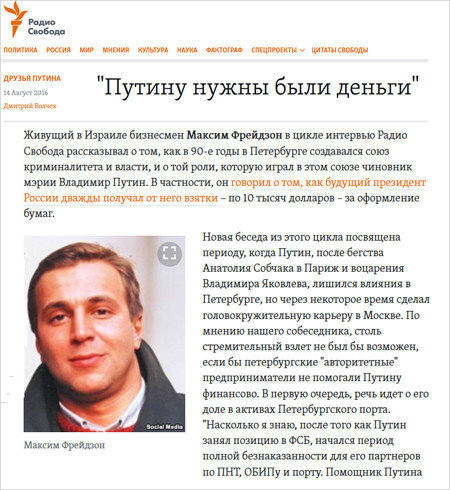 Радио
Свобода
ПОЛИТИКА РОССИЯ МИР МНЕНИЯ КУЛЬТУРА НАУКА ФАКТОГРАФ СПЕЦПРОЕКТЫ ЦИТАТЫ СВОБОДЫ
ДРУЗЬЯ ПУТИНА
14 Август 2016
Дмитрий Волчек
"Путину нужны были деньги"
Живущий в Израиле бизнесмен Максим Фрейдзон в цикле интервью Радио
Свобода рассказывал о том, как в 90-е годы в Петербурге создавался союз
криминалитета и власти, и о той роли, которую играл в этом союзе чиновник
мэрии Владимир Путин. В частности, он говорил о том, как будущий президент
России дважды получал от него взятки – по 10 тысяч долларов – за оформление
бумаг.
Social Media
Максим Фрейдзон
Новая беседа из этого цикла посвящена
периоду, когда Путин, после бегства
Анатолия Собчака в Париж и воцарения
Владимира Яковлева, лишился влияния в
Петербурге, но через некоторое время сделал
головокружительную карьеру в Москве. По
мнению нашего собеседника, столь
стремительный взлет не был бы возможен,
если бы петербургские "авторитетные"
предприниматели не помогали Путину
финансово. В первую очередь, речь идет о его
доле в активах Петербургского порта.
"Насколько я знаю, после того как Путин
занял позицию в ФСБ, начался период
полной безнаказанности для его партнеров
по ПНТ, ОБИПу и порту. Помощник Путина